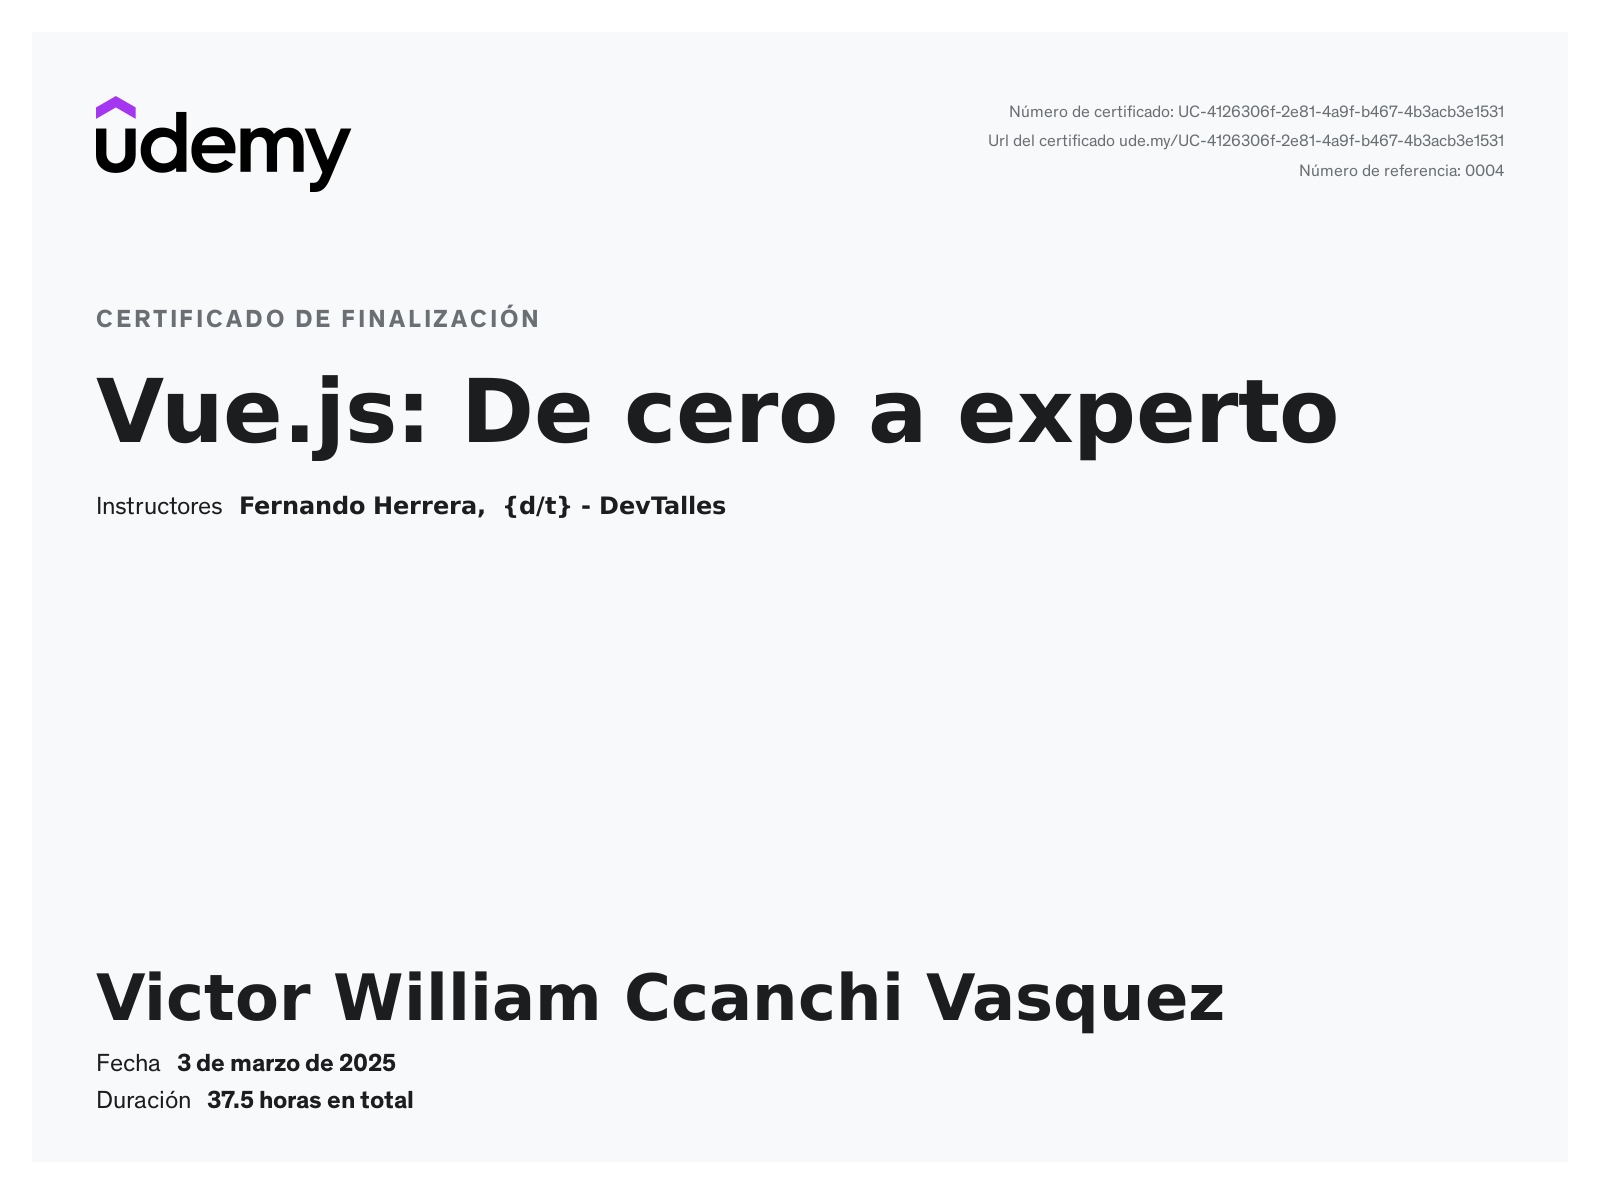 udemy
Número de certificado: UC-4126306f-2e81-4a9f-b467-4b3acb3e1531
Url del certificado ude.my/UC-4126306f-2e81-4a9f-b467-4b3acb3e1531
Número de referencia: 0004
CERTIFICADO DE FINALIZACIÓN
Vue.js: De cero a experto
Instructores Fernando Herrera, {d/t} - DevTalles
Victor William Ccanchi Vasquez
Fecha 3 de marzo de 2025
Duración 37.5 horas en total